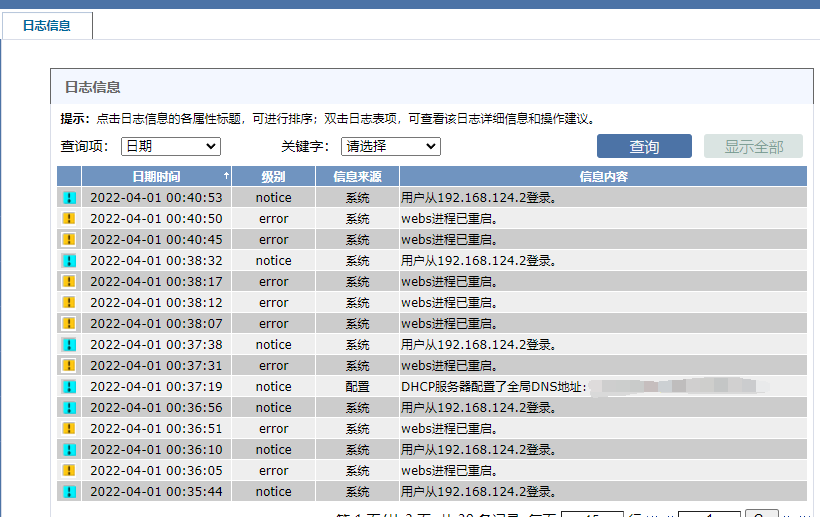 日志信息
日志信息
提示：点击日志信息的各属性标题，可进行排序；双击日志表项，可查看该日志详细信息和操作建议。
查询项： 日期 关键字： 请选择 查询 显示全部
日期时间 级别 信息来源 信息内容
2022-04-01 00:40:53 notice 系统 用户从192.168.124.2登录。
2022-04-01 00:40:50 error 系统 webs进程已重启。
2022-04-01 00:40:45 error 系统 webs进程已重启。
2022-04-01 00:38:32 notice 系统 用户从192.168.124.2登录。
2022-04-01 00:38:17 error 系统 webs进程已重启。
2022-04-01 00:38:12 error 系统 webs进程已重启。
2022-04-01 00:38:07 error 系统 webs进程已重启。
2022-04-01 00:37:38 notice 系统 用户从192.168.124.2登录。
2022-04-01 00:37:31 error 系统 webs进程已重启。
2022-04-01 00:37:19 notice 配置 DHCP服务器配置了全局DNS地址:
2022-04-01 00:36:56 notice 系统 用户从192.168.124.2登录。
2022-04-01 00:36:51 error 系统 webs进程已重启。
2022-04-01 00:36:10 notice 系统 用户从192.168.124.2登录。
2022-04-01 00:36:05 error 系统 webs进程已重启。
2022-04-01 00:35:44 notice 系统 用户从192.168.124.2登录。